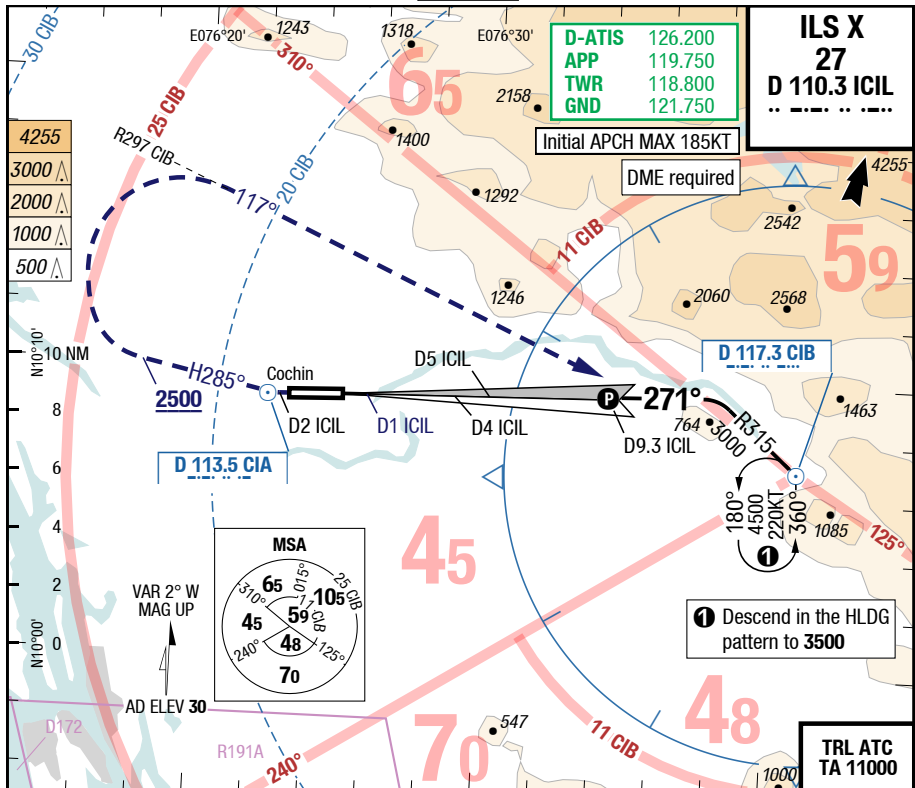 ILS X
27
D 110.3 ICIL
D-ATIS 126.200
APP 119.750
TWR 118.800
GND 121.750
Initial APCH MAX 185KT
DME required
30 CIB
E076°20'
1243
310°
1318
E076°30'
65
2158
25 CIB
4255
3000
2000
1000
500
R297 CIB
20 CIB
1400
4255
117°
1292
11 CIB
2542
59
1246
2060
2568
N10°10'
10 NM
H285°
2500
Cochin
D5 ICIL
D 117.3 CIB
8
D2 ICIL
D1 ICIL
D4 ICIL
P
271°
D9.3 ICIL
764
3000
R315
1463
D 113.5 CIA
6
180°
4500
220KT
360°
1
1085
125°
4
45
MSA
65
015°
25 CIB
105
310°
11 CIB
59
45
240°
48
125°
70
2
VAR 2° W
MAG UP
N10°00'
0
1 Descend in the HLDG
pattern to 3500
AD ELEV 30
D172
R191A
240°
70
547
11 CIB
48
1000
TRL ATC
TA 11000